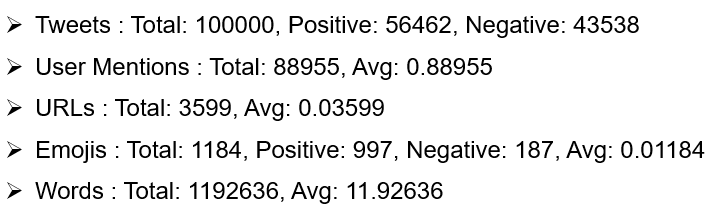 ➢ Tweets : Total: 100000, Positive: 56462, Negative: 43538
➢ User Mentions : Total: 88955, Avg: 0.88955
➢ URLs : Total: 3599, Avg: 0.03599
➢ Emojis : Total: 1184, Positive: 997, Negative: 187, Avg: 0.01184
➢ Words : Total: 1192636, Avg: 11.92636